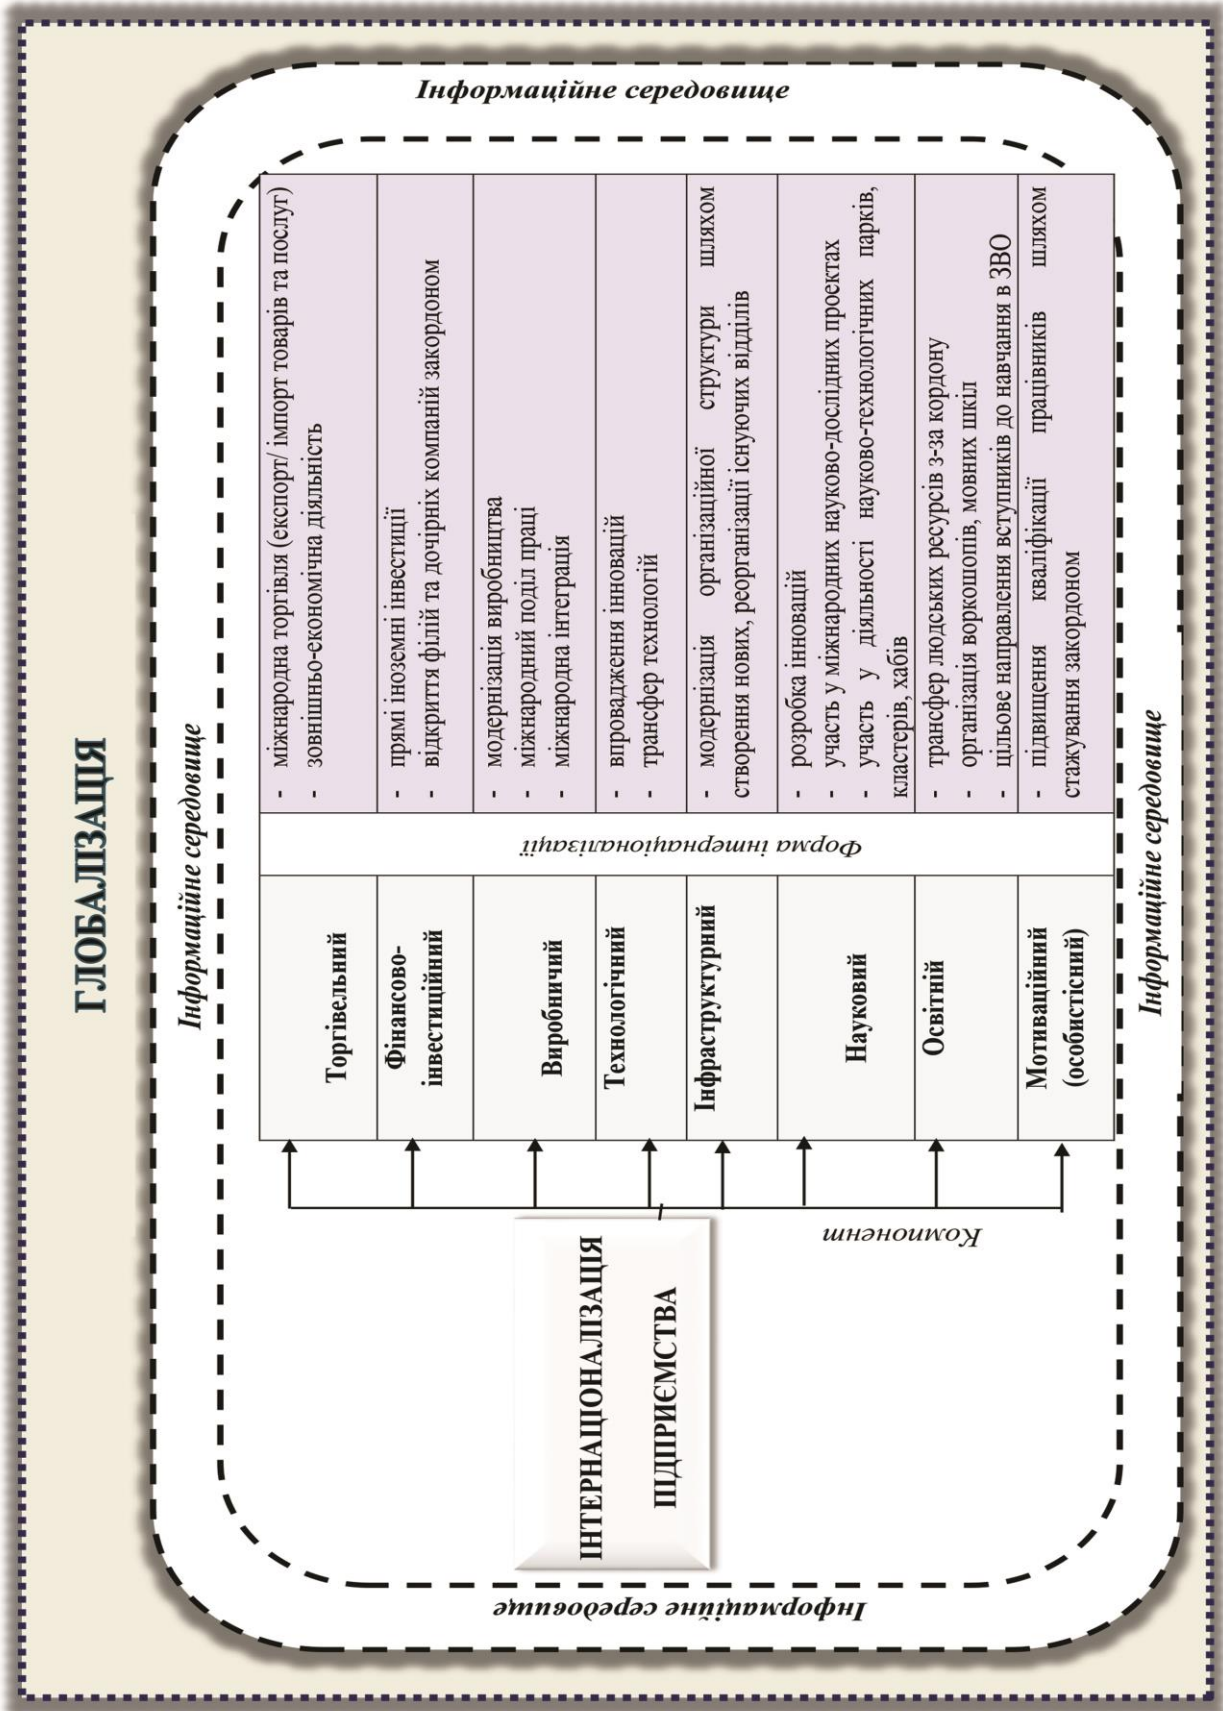 ГЛОБАЛІЗАЦІЯ
Інформаційне середовище
Інформаційне середовище
ІНТЕРНАЦІОНАЛІЗАЦІЯ
ПІДПРИЄМСТВА
Компонент
Форма інтернаціоналізації
Торгівельний
- міжнародна торгівля (експорт/ імпорт товарів та послуг)
- зовнішньо-економічна діяльність
Фінансово-
інвестиційний
- прямі іноземні інвестиції
- відкриття філій та дочірніх компаній закордоном
Виробничий
- модернізація виробництва
- міжнародний поділ праці
- міжнародна інтеграція
Технологічний
- впровадження інновацій
- трансфер технологій
Інфраструктурний
- модернізація організаційної структури шляхом
створення нових, реорганізації існуючих відділів
Науковий
- розробка інновацій
- участь у міжнародних науково-дослідних проектах
- участь у діяльності науково-технологічних парків,
кластерів, хабів
Освітній
- трансфер людських ресурсів з-за кордону
- організація воркшопів, мовних шкіл
- цільове направлення вступників до навчання в ЗВО
Мотиваційний
(особистісний)
- підвищення кваліфікації працівників шляхом
стажування закордоном
Інформаційне середовище
Інформаційне середовище